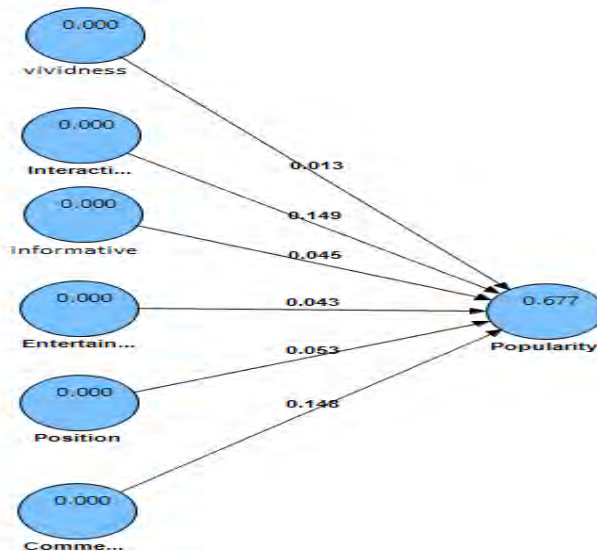 0.000
vividness
0.000
Interacti...
0.000
informative
0.000
Entertain...
0.000
Position
0.000
Comme...
0.013
0.149
0.045
0.043
0.053
0.148
0.677
Popularity